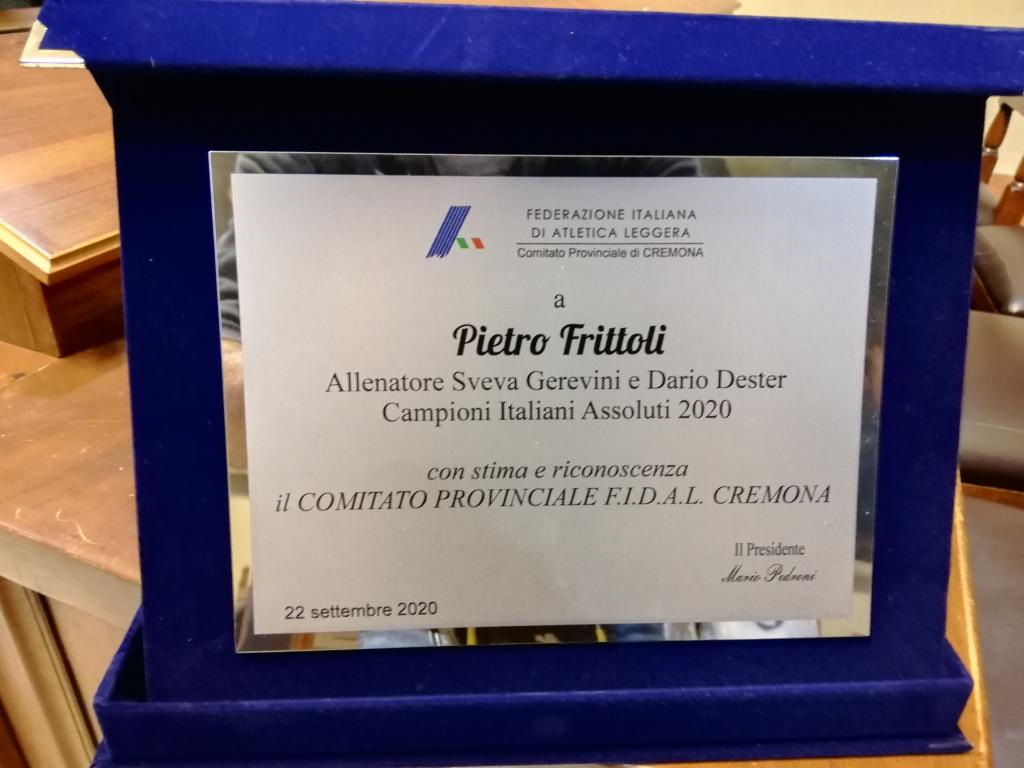 FEDERAZIONE ITALIANA
DI ATLETICA LEGGERA
Comitato Provinciale di CREMONA
a
Pietro Frittoli
Allenatore Sveva Gerevini e Dario Dester
Campioni Italiani Assoluti 2020
con stima e riconoscenza
il COMITATO PROVINCIALE F.I.D.A.L. CREMONA
Il Presidente
Mario Pedroni
22 settembre 2020